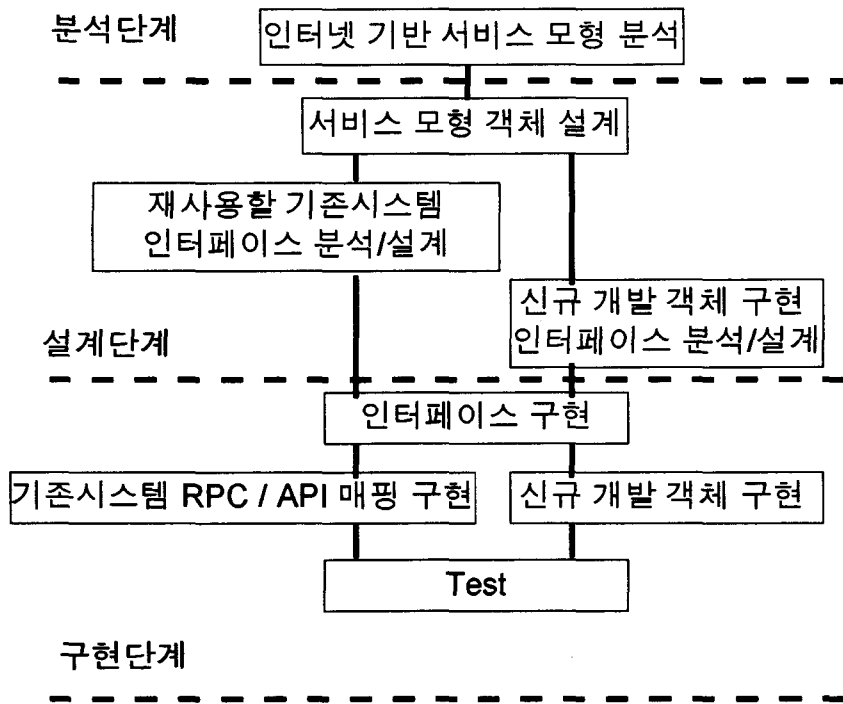 분석단계
인터넷 기반 서비스 모형 분석
서비스 모형 객체 설계
재사용할 기존시스템
인터페이스 분석/설계
신규 개발 객체 구현
인터페이스 분석/설계
설계단계
인터페이스 구현
기존시스템 RPC / API 매핑 구현
신규 개발 객체 구현
Test
구현단계